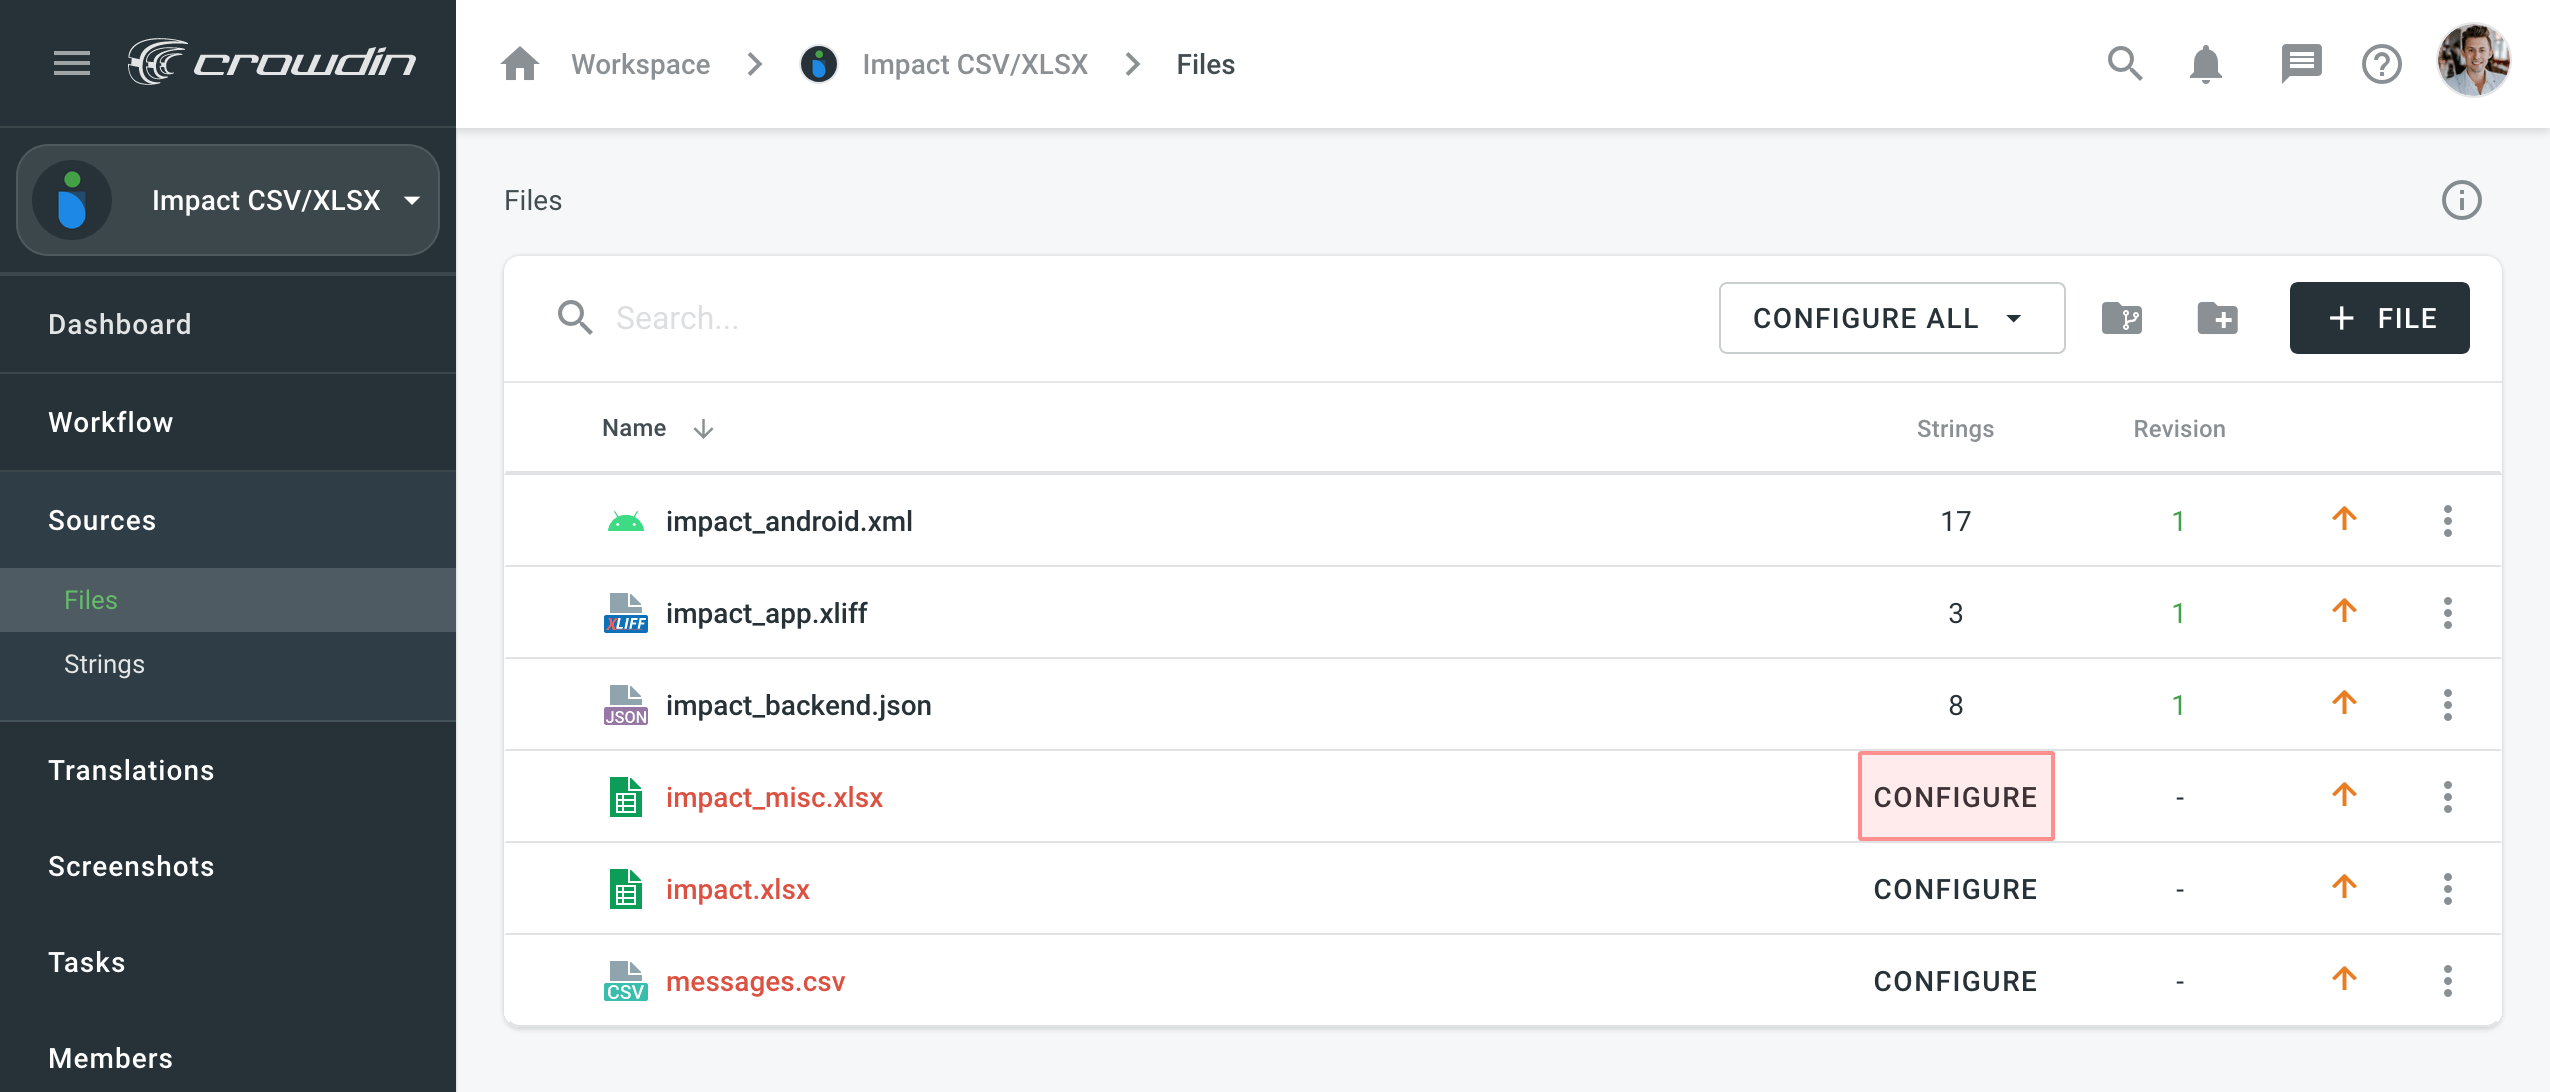 crowdin
Workspace
Impact CSV/XLSX
Files
Impact CSV/XLSX
Dashboard
Workflow
Sources
Files
Strings
Translations
Screenshots
Tasks
Members
Files
Search...
CONFIGURE ALL
+ FILE
Name Strings Revision
impact_android.xml 17 1
XLIFF impact_app.xliff 3 1
JSON impact_backend.json 8 1
impact_misc.xlsx CONFIGURE -
impact.xlsx CONFIGURE -
CSV messages.csv CONFIGURE -